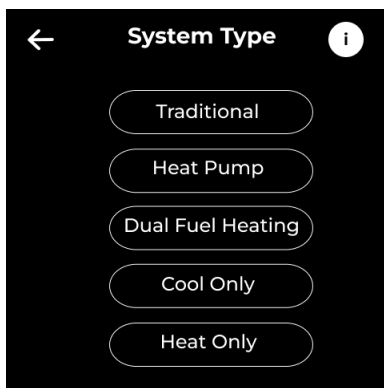 System Type
i
Traditional
Heat Pump
Dual Fuel Heating
Cool Only
Heat Only